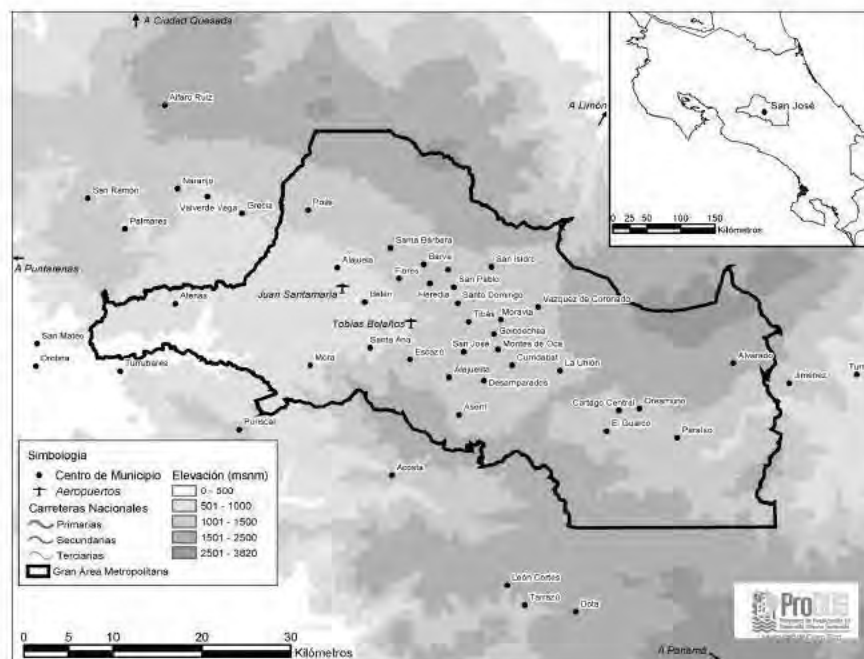 A Ciudad Quesada
Alfaro Ruiz
A Limón
San José
0 25 50 100 150
Kilómetros
San Ramón
Naranjo
Valverde Vega
Grecia
Palmares
Poás
A Puntarenas
Santa Bárbara
Alajuela
Barva
San Isidro
Flores
San Pablo
Juan Santamaría
Heredia
Belén
Santo Domingo
Vazquez de Coronado
Atenas
Tibás
Moravia
Tobías Bolaños
Goicoechea
San Mateo
Santa Ana
San José
Montes de Oca
Orotina
Turrubares
Mora
Escazú
Curridabat
La Unión
Alvarado
Alajuelita
Desamparados
Jiménez
Aserrí
Cartago Central
Oreamuno
Puriscal
El Guarco
Paraíso
Acosta
Simbología
Centro de Municipio
Aeropuertos
Carreteras Nacionales
Primarias
Secundarias
Terciarias
Gran Área Metropolitana
Elevación (msnm)
0 - 500
501 - 1000
1001 - 1500
1501 - 2500
2501 - 3820
León Cortés
Tarrazú
Dota
ProDUS
0 5 10 20 30
Kilómetros
A Panamá